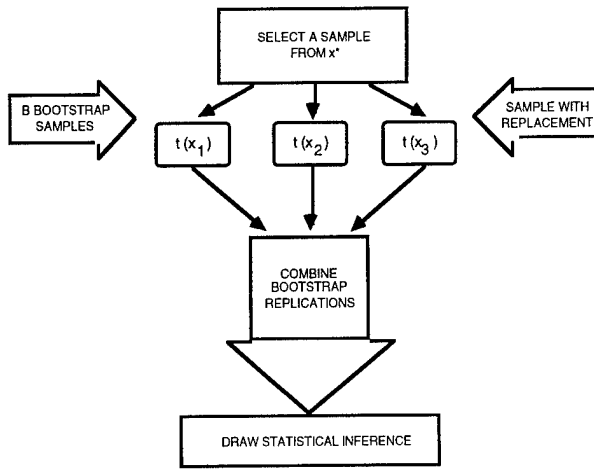 SELECT A SAMPLE
FROM x*
B BOOTSTRAP
SAMPLES
SAMPLE WITH
REPLACEMENT
t(x1)
t(x2)
t(x3)
COMBINE
BOOTSTRAP
REPLICATIONS
DRAW STATISTICAL INFERENCE